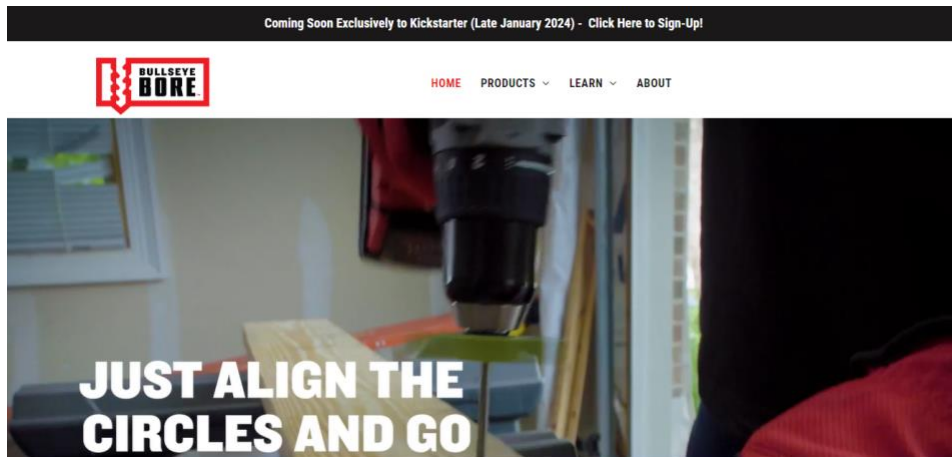 Coming Soon Exclusively to Kickstarter (Late January 2024) - Click Here to Sign-Up!
BULLSEYE
BORE
HOME PRODUCTS LEARN ABOUT
JUST ALIGN THE
CIRCLES AND GO